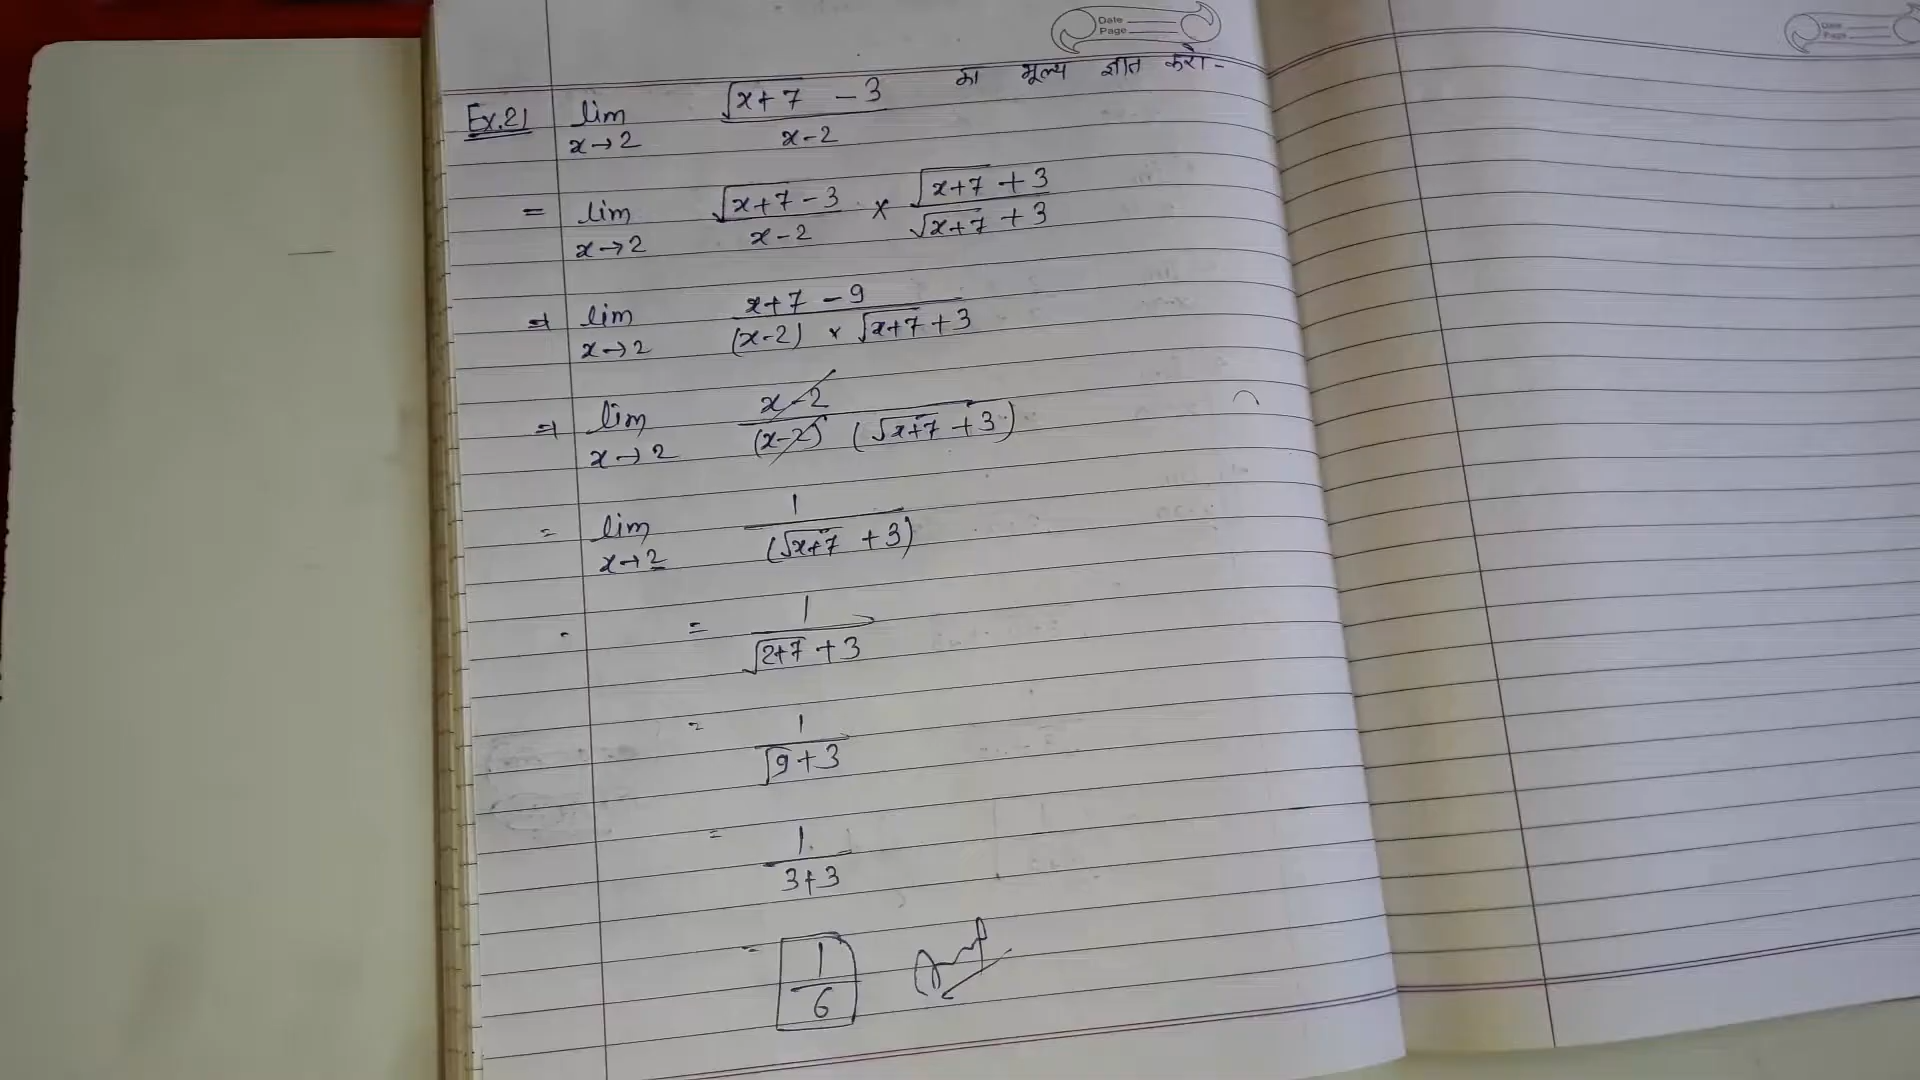 Date
Page
Date
Page
Ex.21 lim x→2 (√x+7 - 3)/(x-2) का मूल्य ज्ञात करो-
= lim x→2 (√x+7-3)/(x-2) × (√x+7 + 3)/(√x+7 + 3)
⇒ lim x→2 (x+7-9)/((x-2) × √x+7 + 3)
⇒ lim x→2 (x-2)/((x-2) (√x+7 + 3))
= lim x→2 1/(√x+7 + 3)
= 1/(√2+7 + 3)
= 1/(√9+3)
= 1/(3+3)
= 1/6